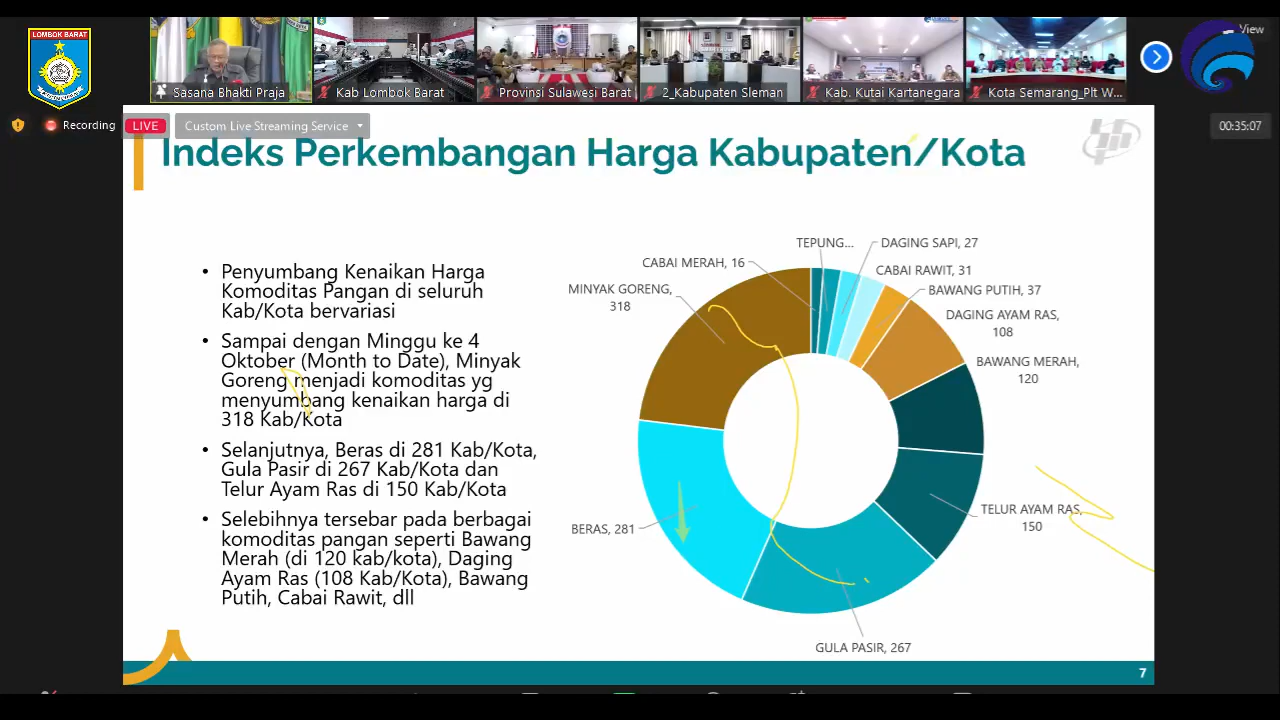 LOMBOK BARAT
Sasana Bhakti Praja
Kab Lombok Barat
Provinsi Sulawesi Barat
2_Kabupaten Sleman
Kab. Kutai Kartanegara
Kota Semarang_Plt W...
View
Recording
LIVE
Custom Live Streaming Service
00:35:07
Indeks Perkembangan Harga Kabupaten/Kota
• Penyumbang Kenaikan Harga
Komoditas Pangan di seluruh
Kab/Kota bervariasi
• Sampai dengan Minggu ke 4
Oktober (Month to Date), Minyak
Goreng menjadi komoditas yg
menyumbang kenaikan harga di
318 Kab/Kota
• Selanjutnya, Beras di 281 Kab/Kota,
Gula Pasir di 267 Kab/Kota dan
Telur Ayam Ras di 150 Kab/Kota
• Selebihnya tersebar pada berbagai
komoditas pangan seperti Bawang
Merah (di 120 kab/kota), Daging
Ayam Ras (108 Kab/Kota), Bawang
Putih, Cabai Rawit, dll
TEPUNG...
DAGING SAPI, 27
CABAI MERAH, 16
CABAI RAWIT, 31
MINYAK GORENG,
318
BAWANG PUTIH, 37
DAGING AYAM RAS,
108
BAWANG MERAH,
120
TELUR AYAM RAS,
150
BERAS, 281
GULA PASIR, 267
7